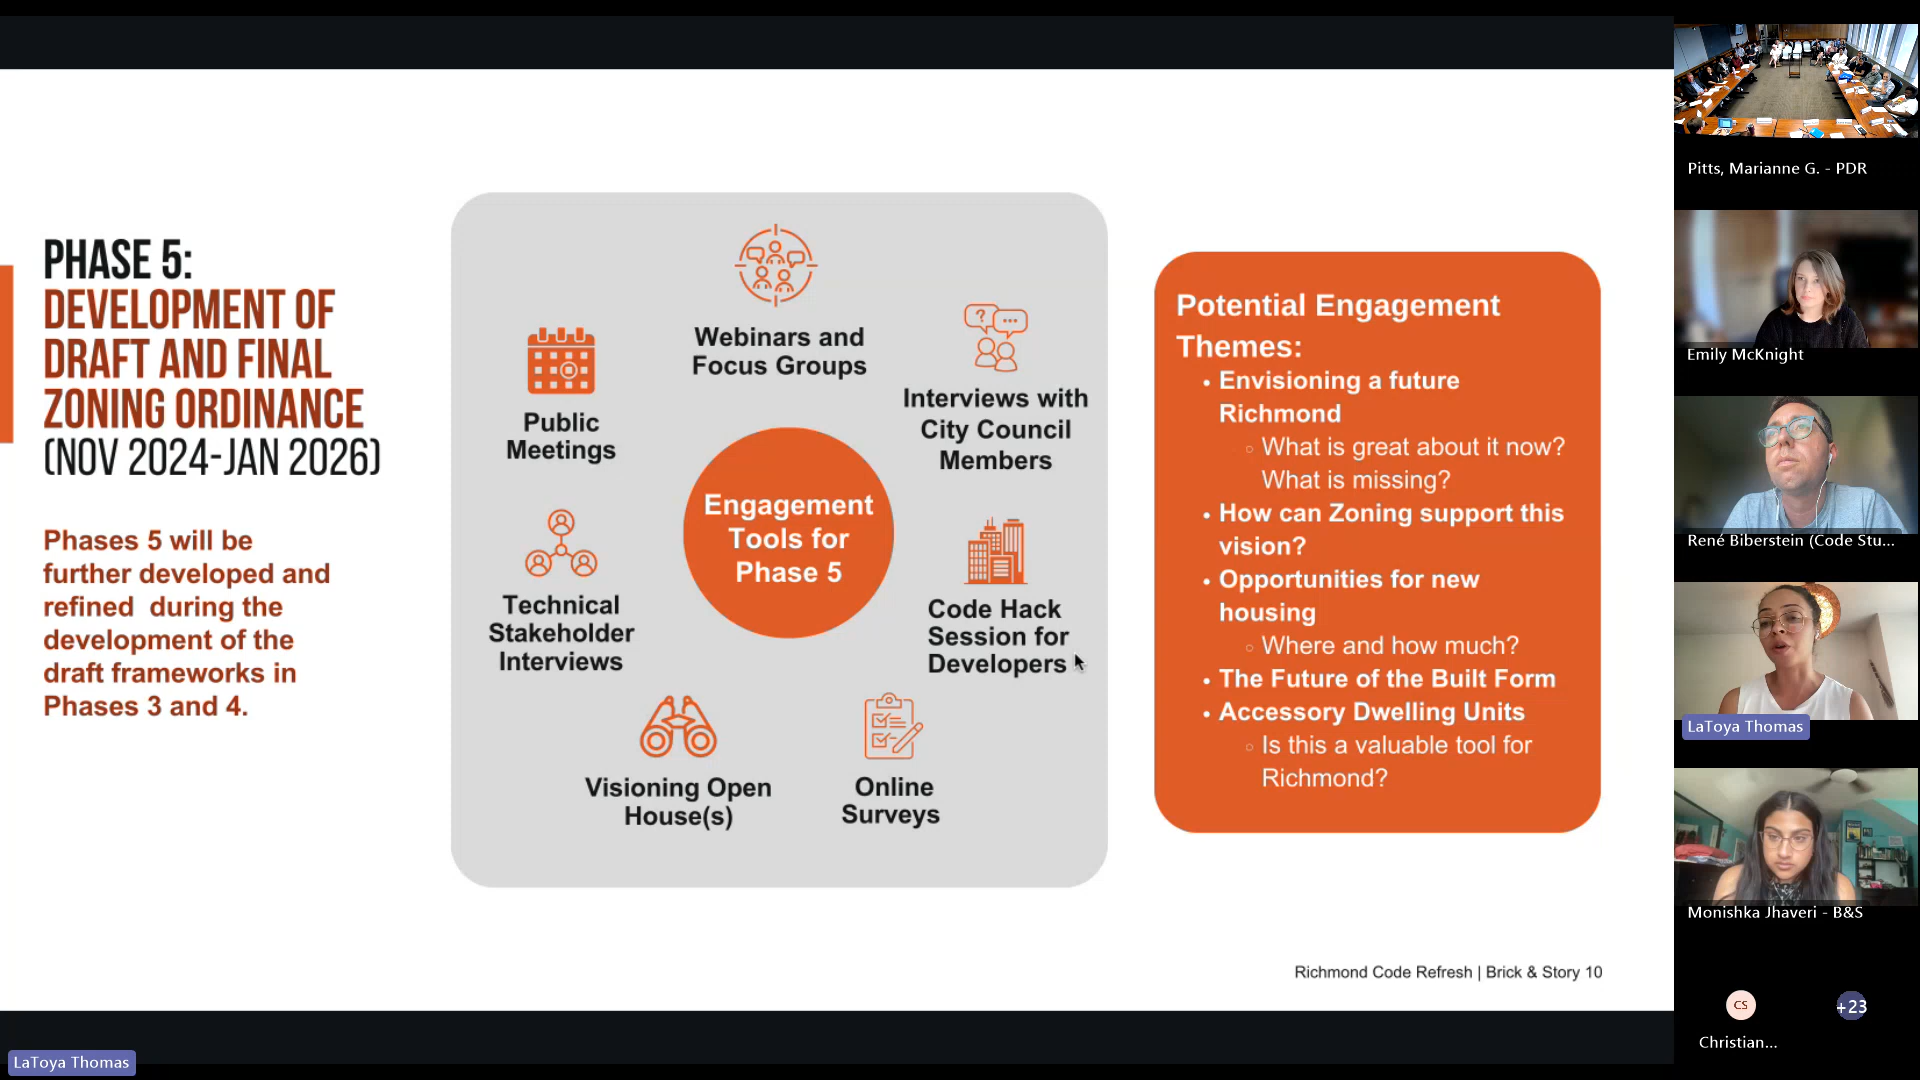 PHASE 5:
DEVELOPMENT OF
DRAFT AND FINAL
ZONING ORDINANCE
(NOV 2024-JAN 2026)
Phases 5 will be
further developed and
refined during the
development of the
draft frameworks in
Phases 3 and 4.
Webinars and
Focus Groups
Public
Meetings
Interviews with
City Council
Members
Engagement
Tools for
Phase 5
Technical
Stakeholder
Interviews
Code Hack
Session for
Developers
Visioning Open
House(s)
Online
Surveys
Potential Engagement
Themes:
• Envisioning a future
Richmond
○ What is great about it now?
What is missing?
• How can Zoning support this
vision?
• Opportunities for new
housing
○ Where and how much?
• The Future of the Built Form
• Accessory Dwelling Units
○ Is this a valuable tool for
Richmond?
Richmond Code Refresh | Brick & Story 10
LaToya Thomas
Pitts, Marianne G. - PDR
Emily McKnight
René Biberstein (Code Stu...
LaToya Thomas
Monishka Jhaveri - B&S
CS
+23
Christian...